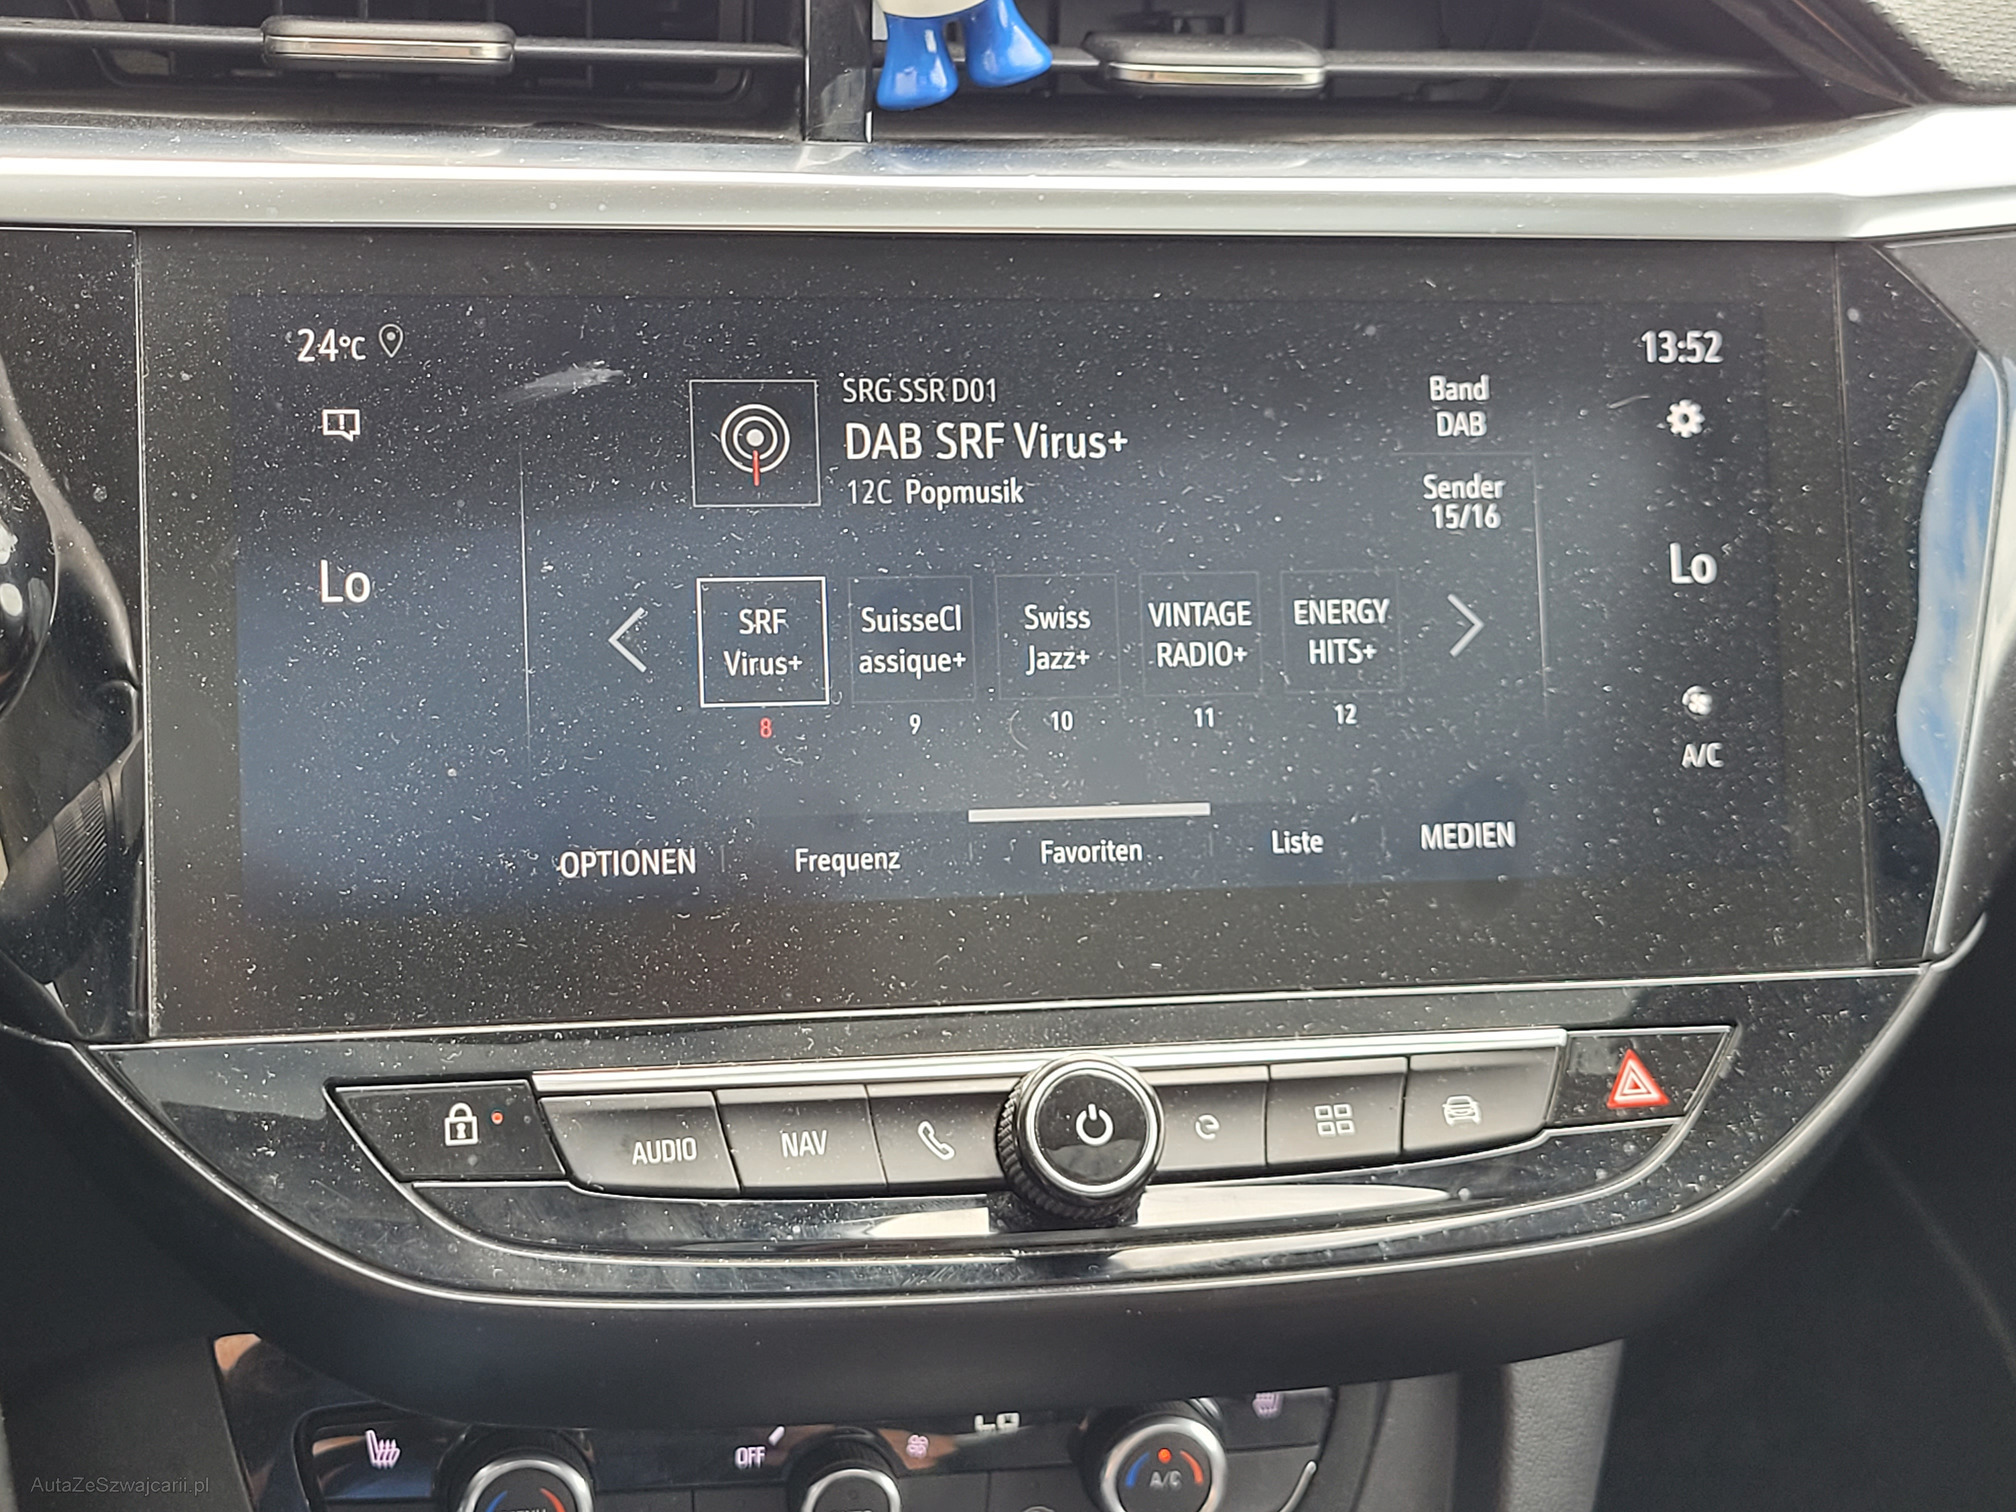 24°C
13:52
SRG SSR D01
DAB SRF Virus+
12C Popmusik
Band
DAB
Sender
15/16
Lo
Lo
SRF
Virus+
SuisseCl
assique+
Swiss
Jazz+
VINTAGE
RADIO+
ENERGY
HITS+
8
9
10
11
12
A/C
OPTIONEN
Frequenz
Favoriten
Liste
MEDIEN
AUDIO
NAV
OFF
LO
A/C
AutaZeSzwajcarii.pl